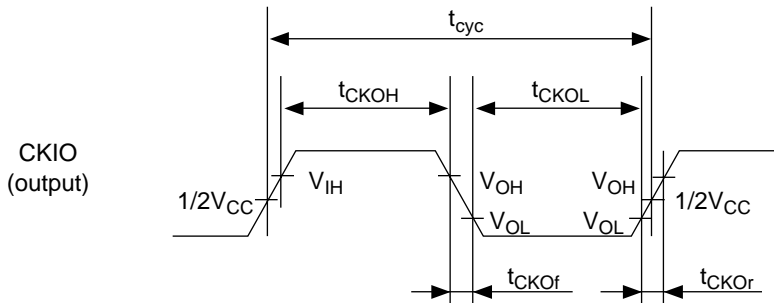 tcyc
tCKOH
tCKOL
CKIO
(output)
VIH
VOH
VOH
1/2VCC
1/2VCC
VOL
VOL
tCKOf
tCKOr